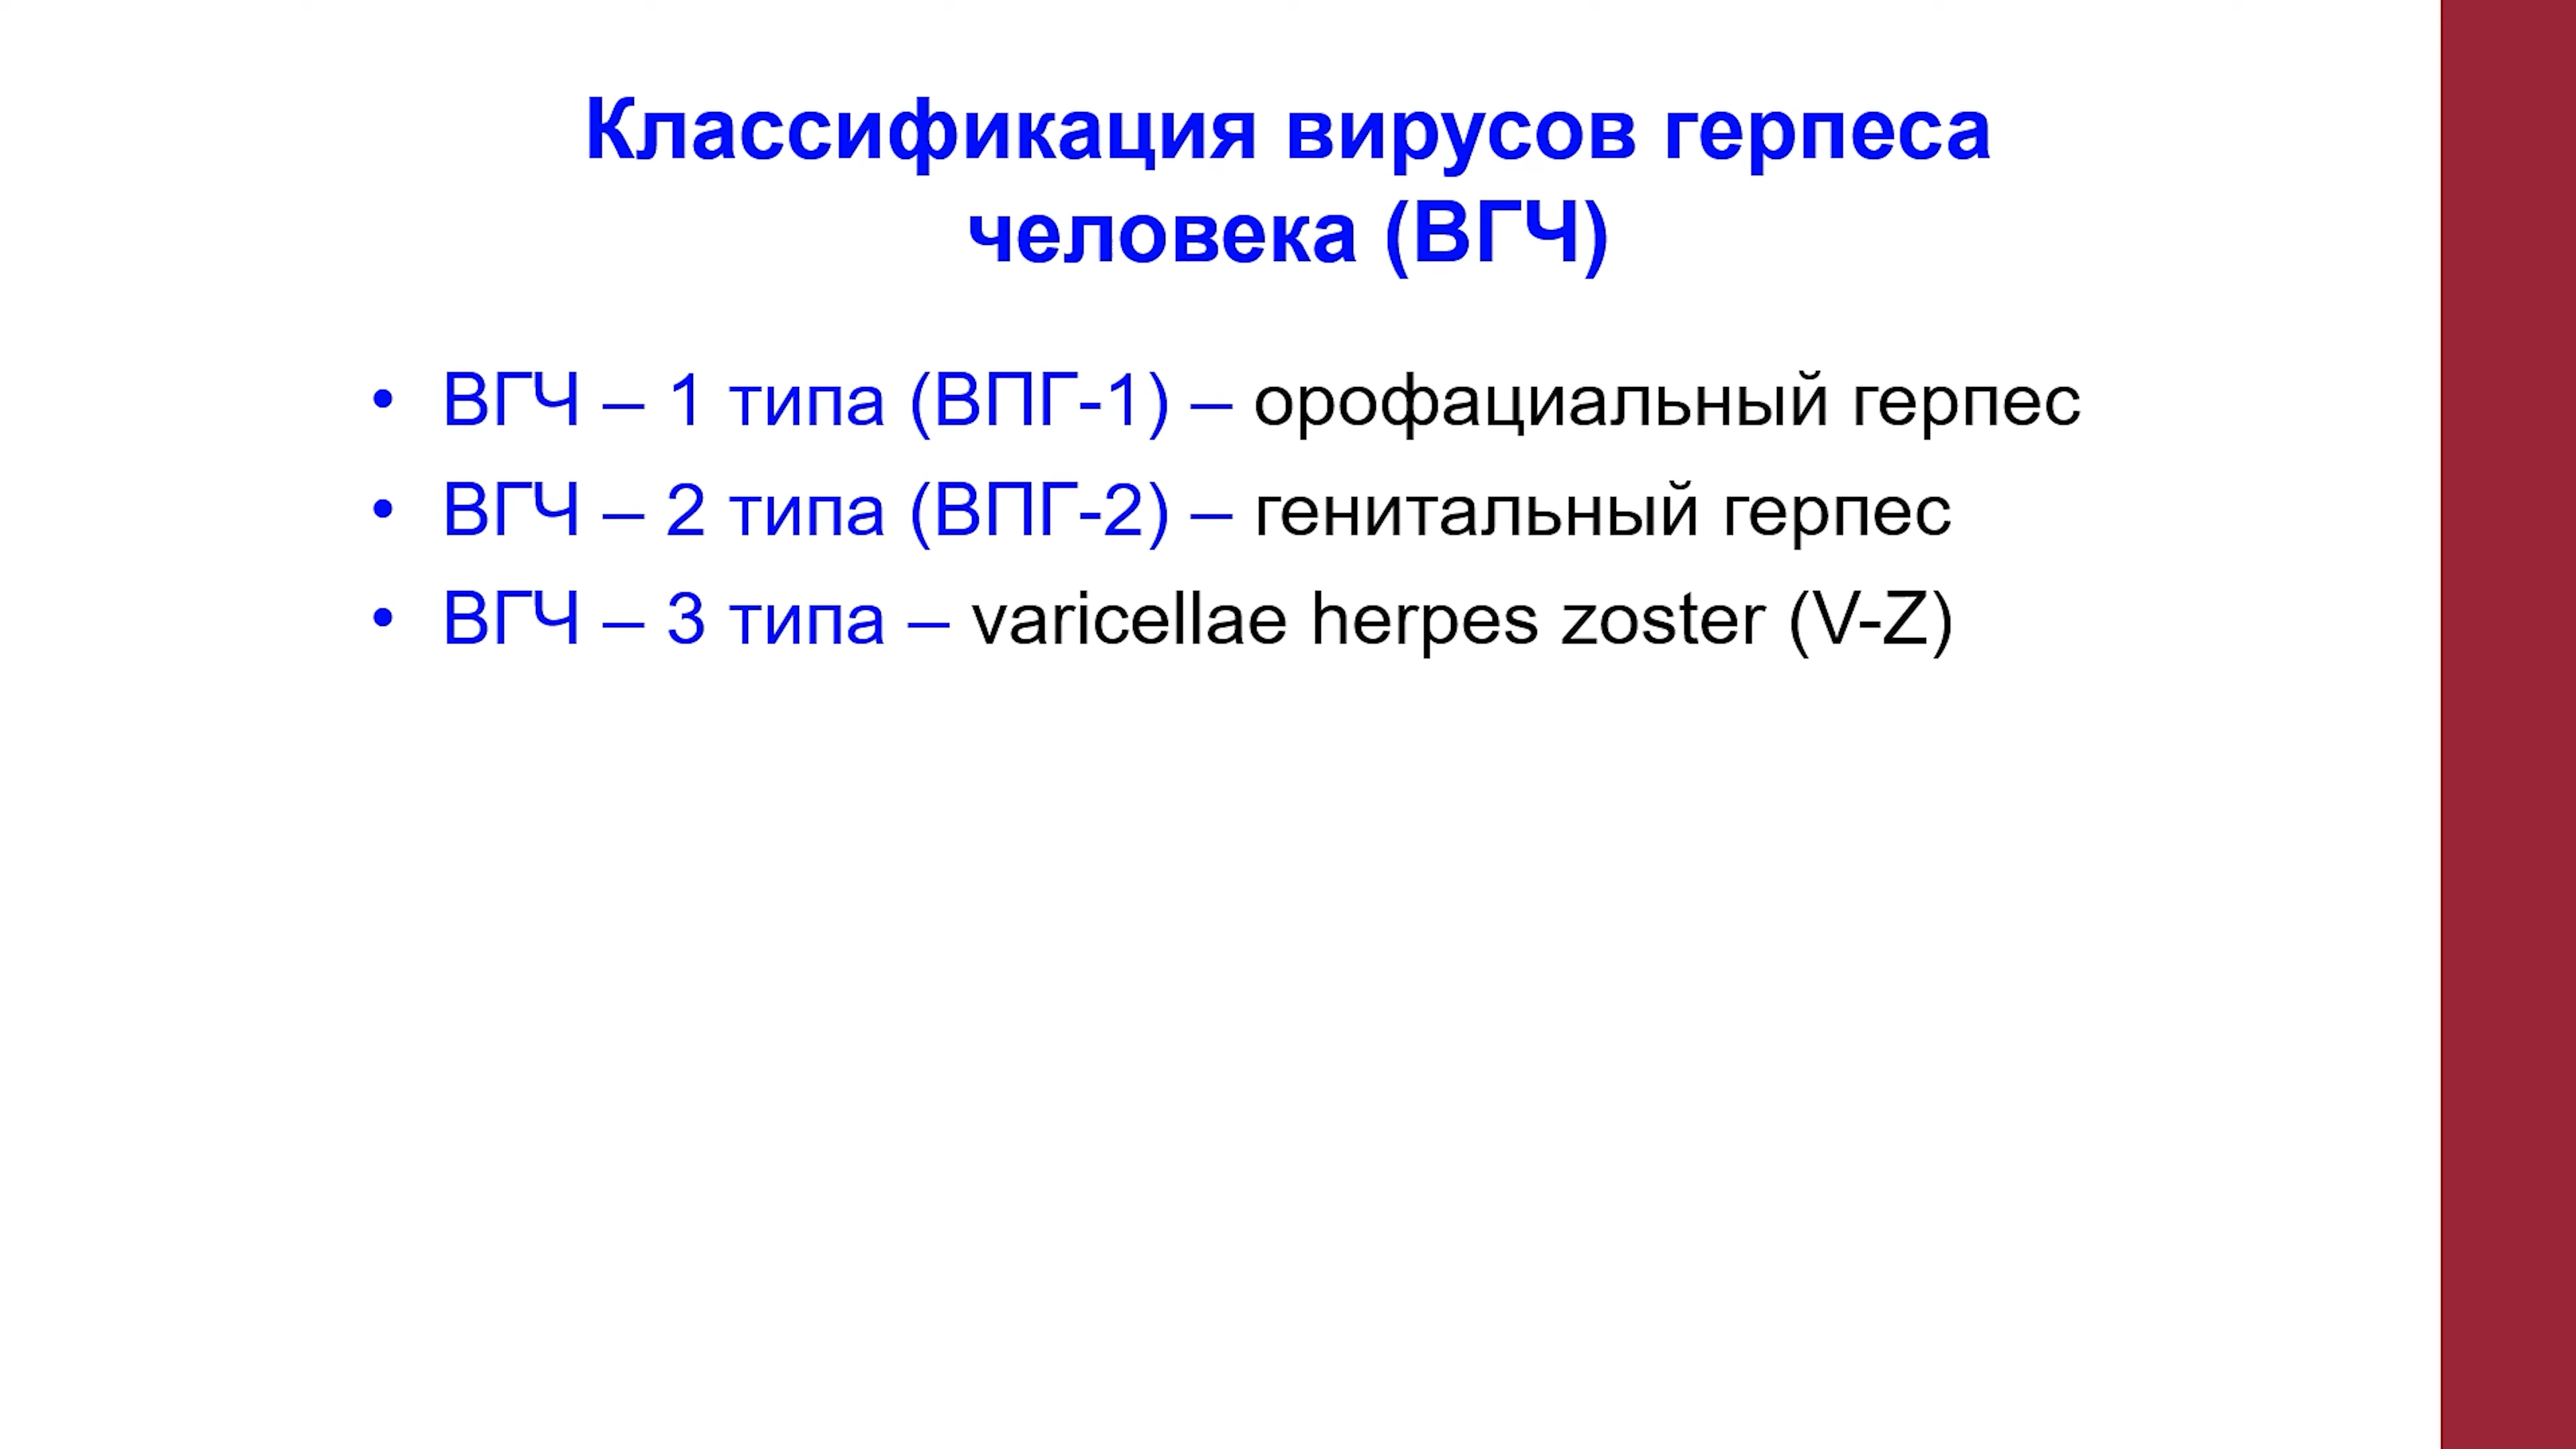 Классификация вирусов герпеса
человека (ВГЧ)
• ВГЧ – 1 типа (ВПГ-1) – орофациальный герпес
• ВГЧ – 2 типа (ВПГ-2) – генитальный герпес
• ВГЧ – 3 типа – varicellae herpes zoster (V-Z)